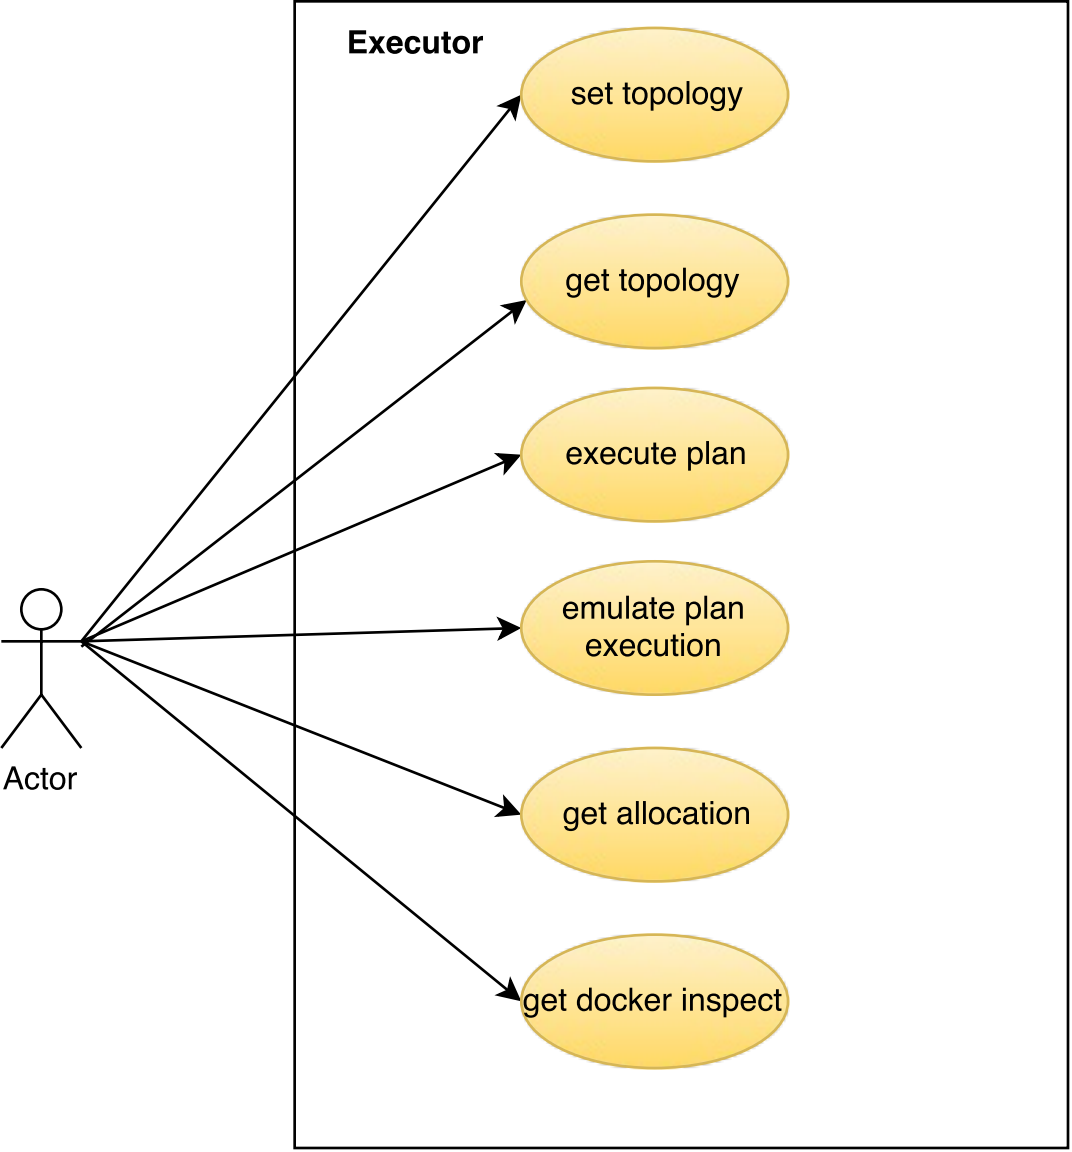 Executor
set topology
get topology
execute plan
emulate plan
execution
Actor
get allocation
get docker inspect